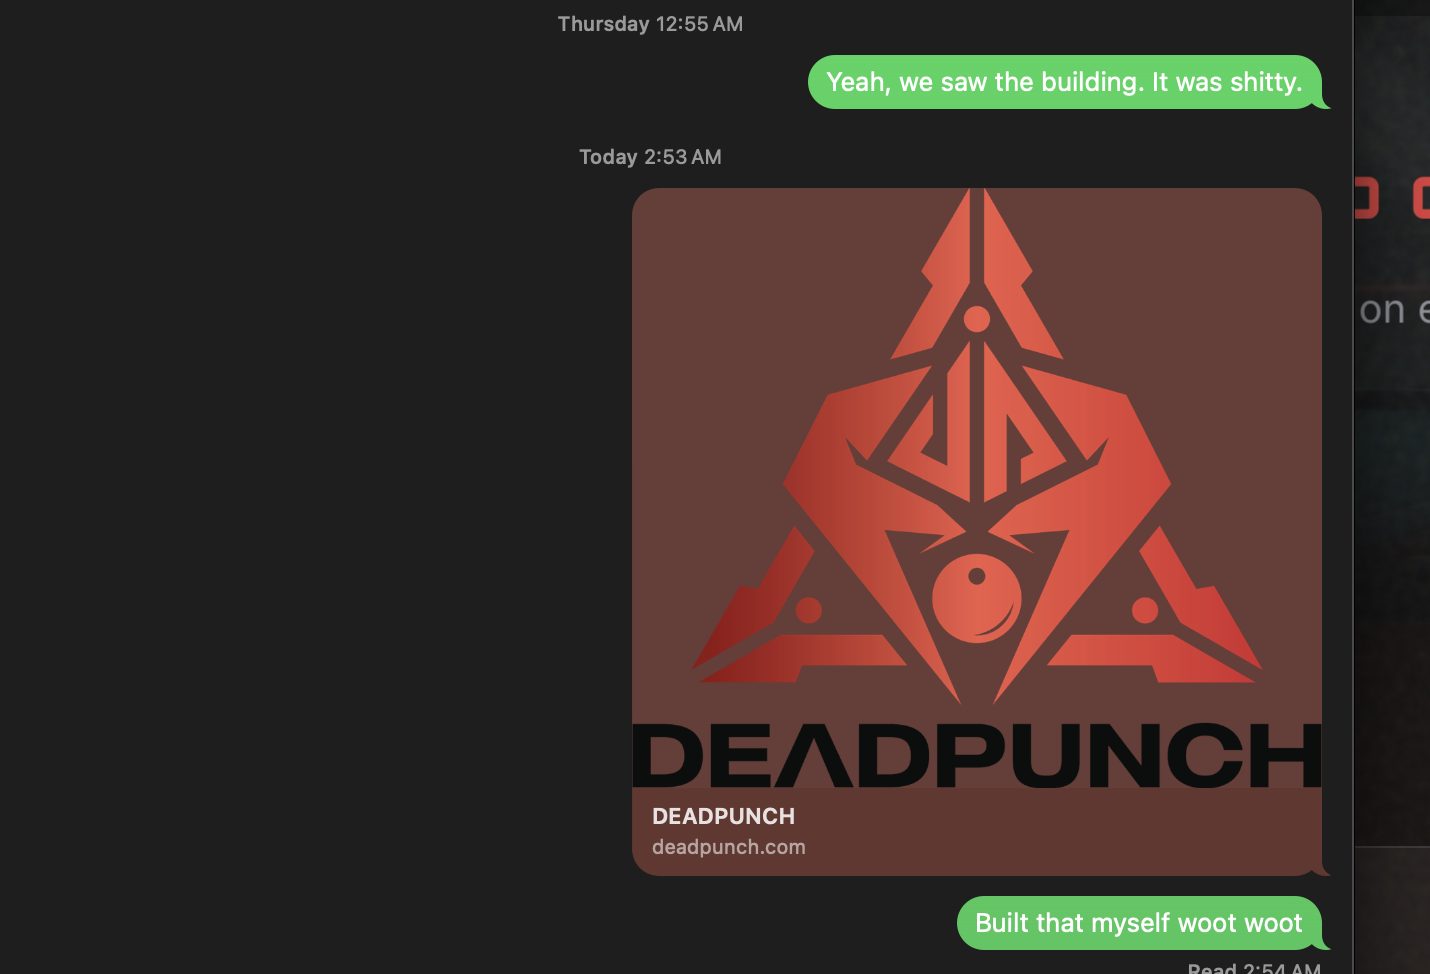 Thursday 12:55 AM
Yeah, we saw the building. It was shitty.
Today 2:53 AM
DEADPUNCH
DEADPUNCH
deadpunch.com
on
Built that myself woot woot
Read 2:54 AM